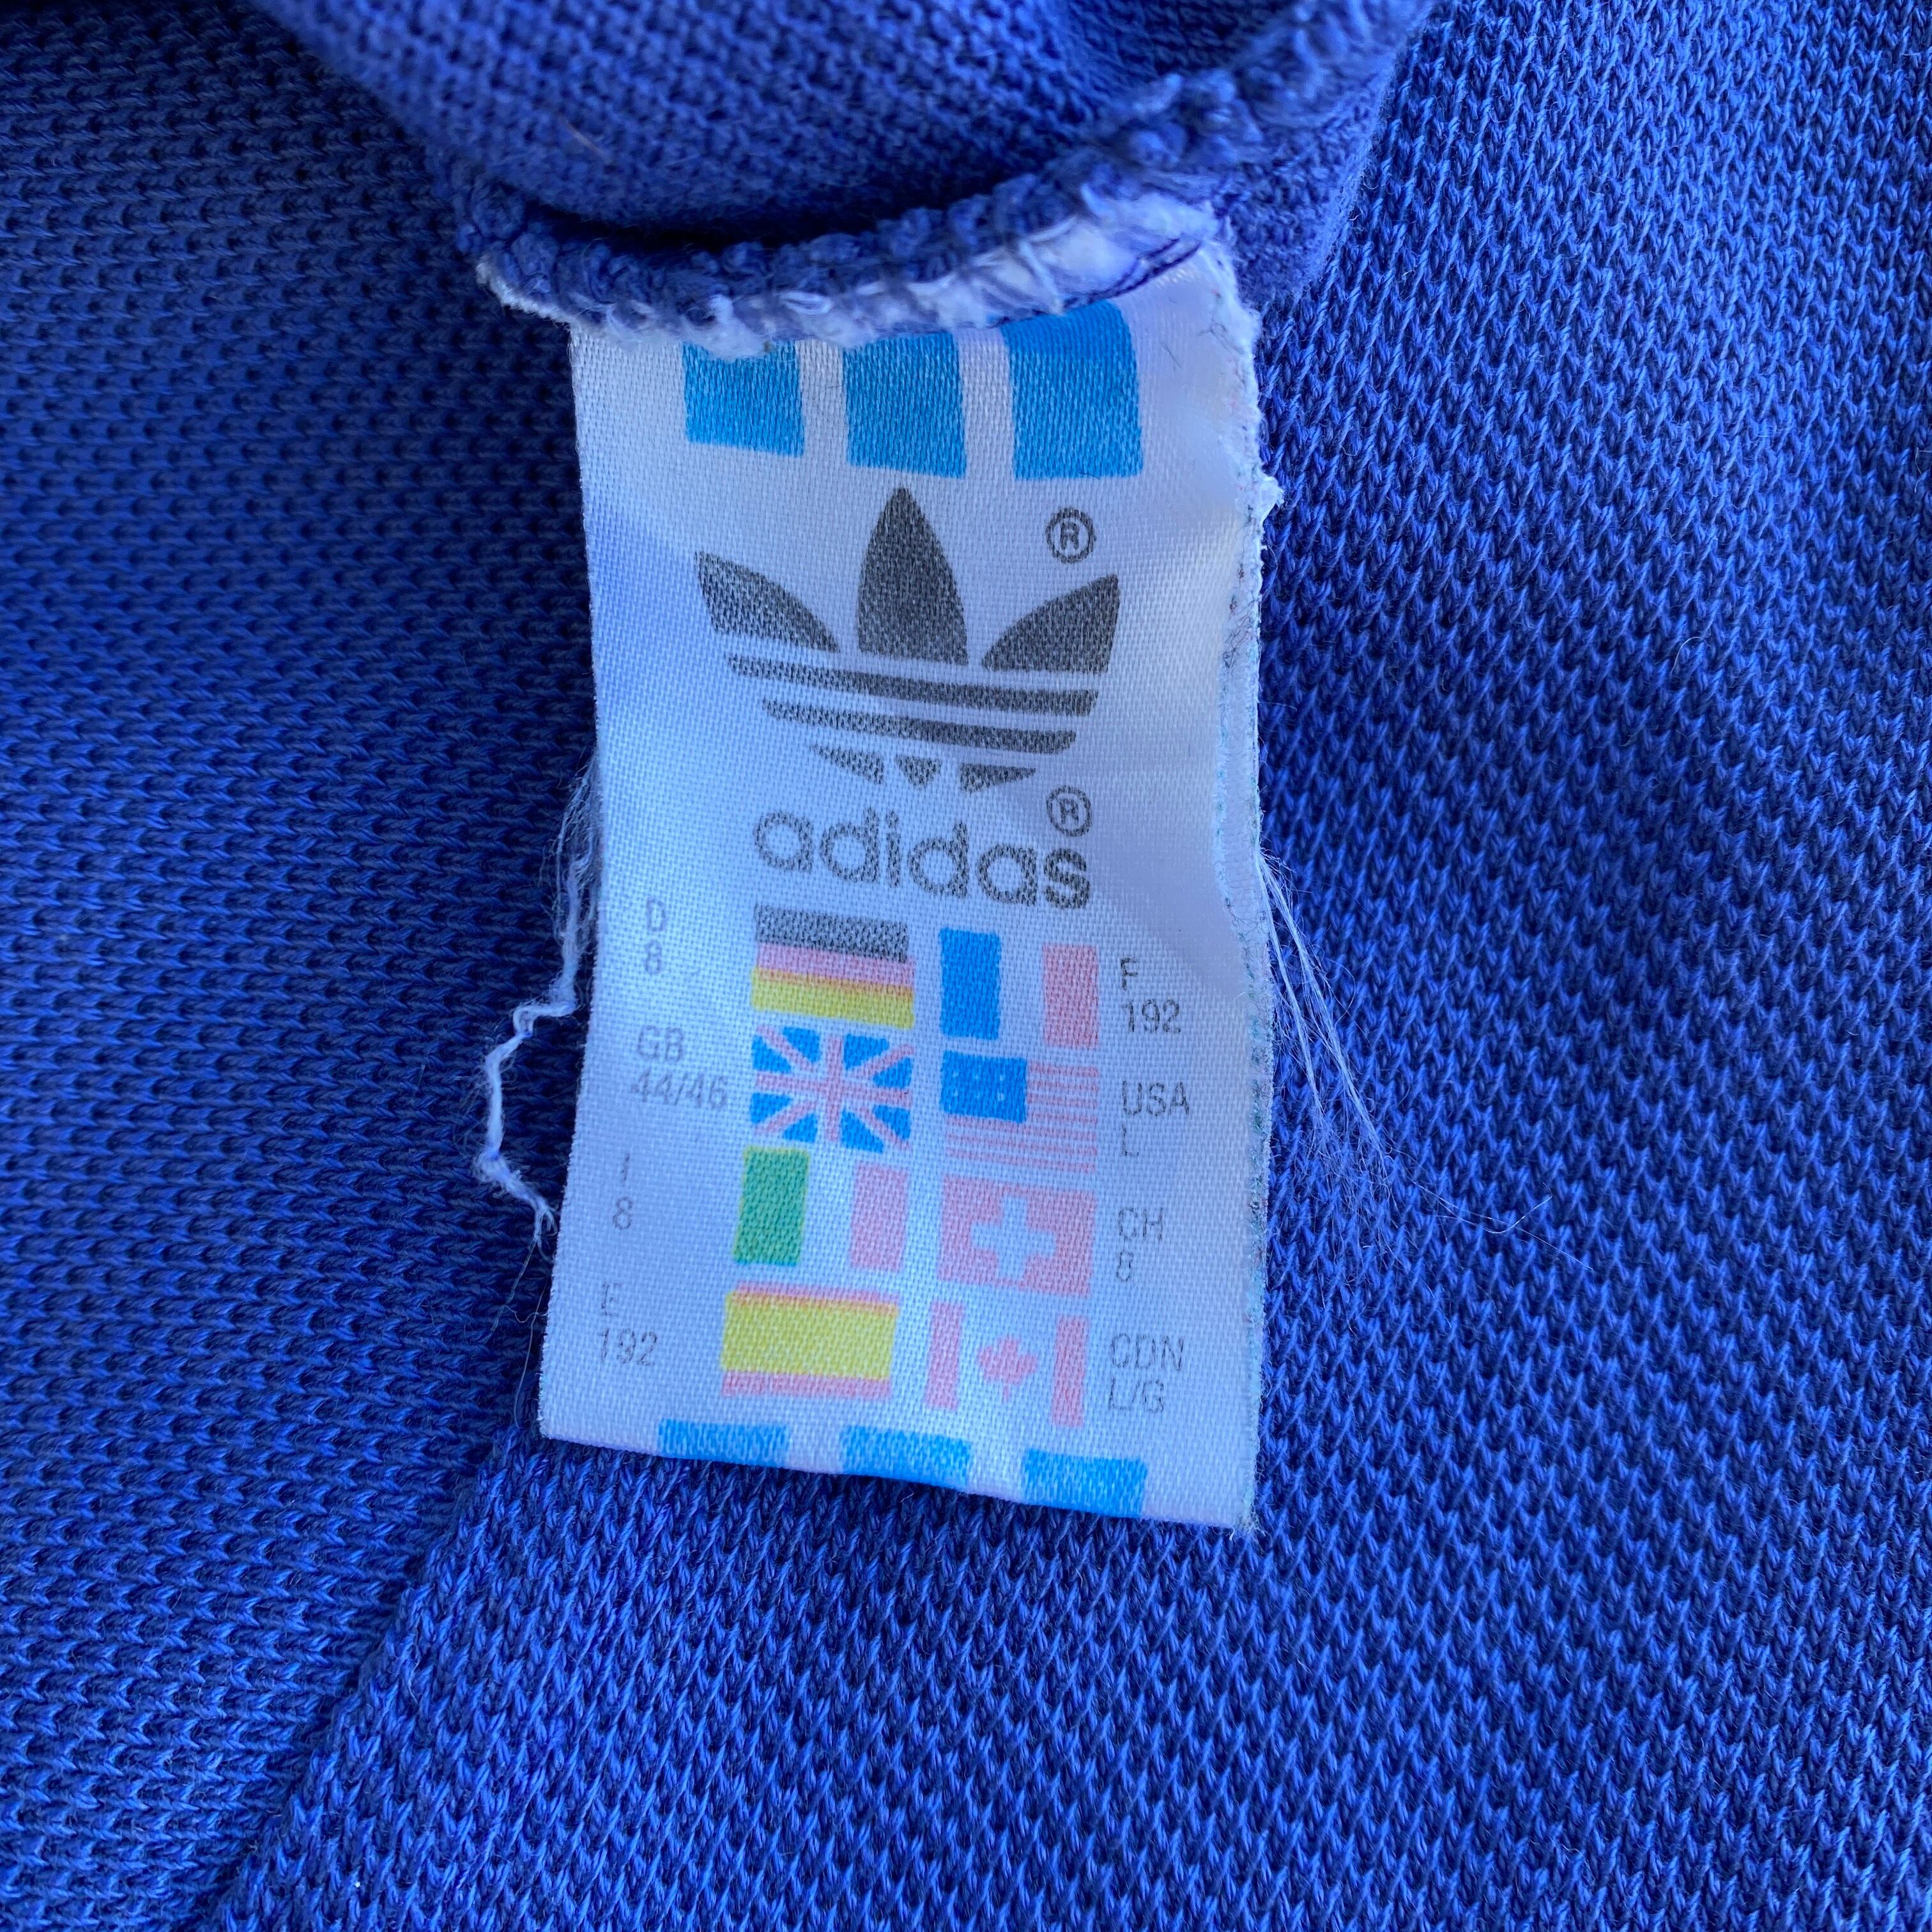 ®
adidas®
D
8
F
192
GB
44/46
USA
L
I
8
CH
8
E
192
CDN
L/G